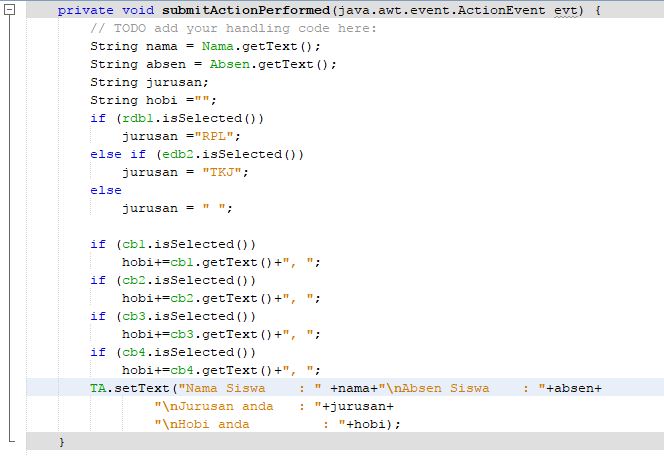 private void submitActionPerformed(java.awt.event.ActionEvent evt) {
// TODO add your handling code here:
String nama = Nama.getText();
String absen = Absen.getText();
String jurusan;
String hobi ="";
if (rdb1.isSelected())
jurusan ="RPL";
else if (edb2.isSelected())
jurusan = "TKJ";
else
jurusan = " ";
if (cb1.isSelected())
hobi+=cb1.getText()+", ";
if (cb2.isSelected())
hobi+=cb2.getText()+", ";
if (cb3.isSelected())
hobi+=cb3.getText()+", ";
if (cb4.isSelected())
hobi+=cb4.getText()+", ";
TA.setText("Nama Siswa    : " +nama+"\nAbsen Siswa    : "+absen+
"\nJurusan anda   : "+jurusan+
"\nHobi anda         : "+hobi);
}